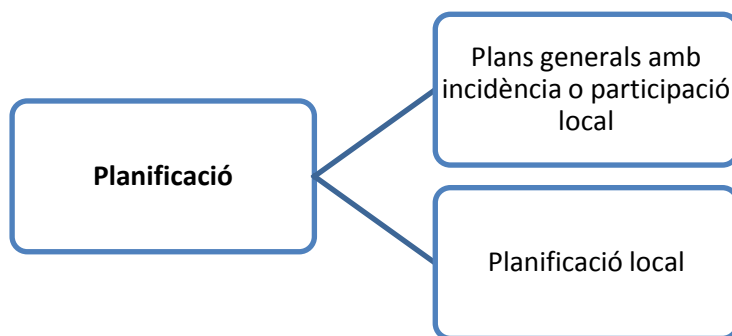 Planificació
Plans generals amb
incidència o participació
local
Planificació local